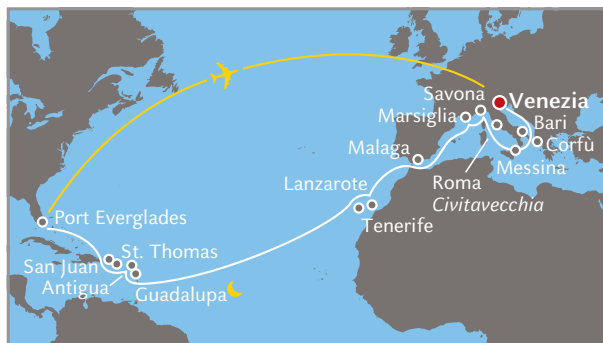 Savona
Venezia
Marsiglia
Bari
Corfù
Malaga
Messina
Lanzarote
Roma
Civitavecchia
Port Everglades
Tenerife
St. Thomas
San Juan
Antigua
Guadalupa